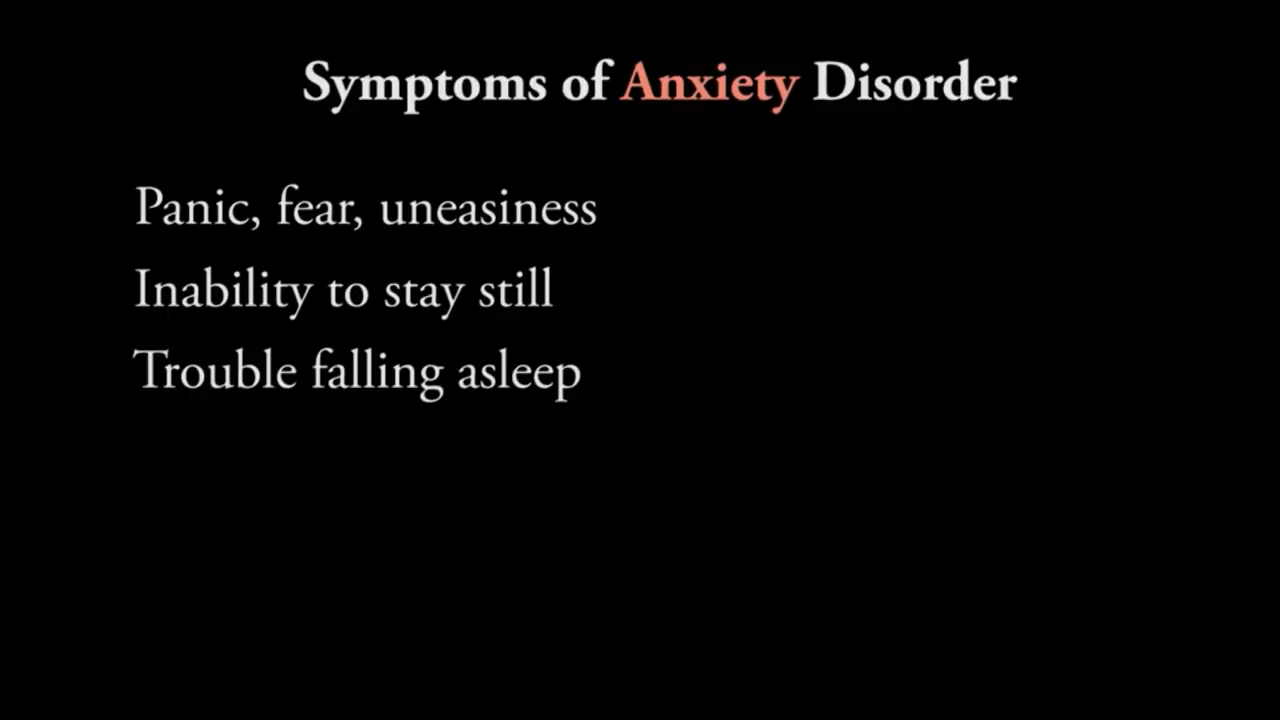 Symptoms of Anxiety Disorder
Panic, fear, uneasiness
Inability to stay still
Trouble falling asleep